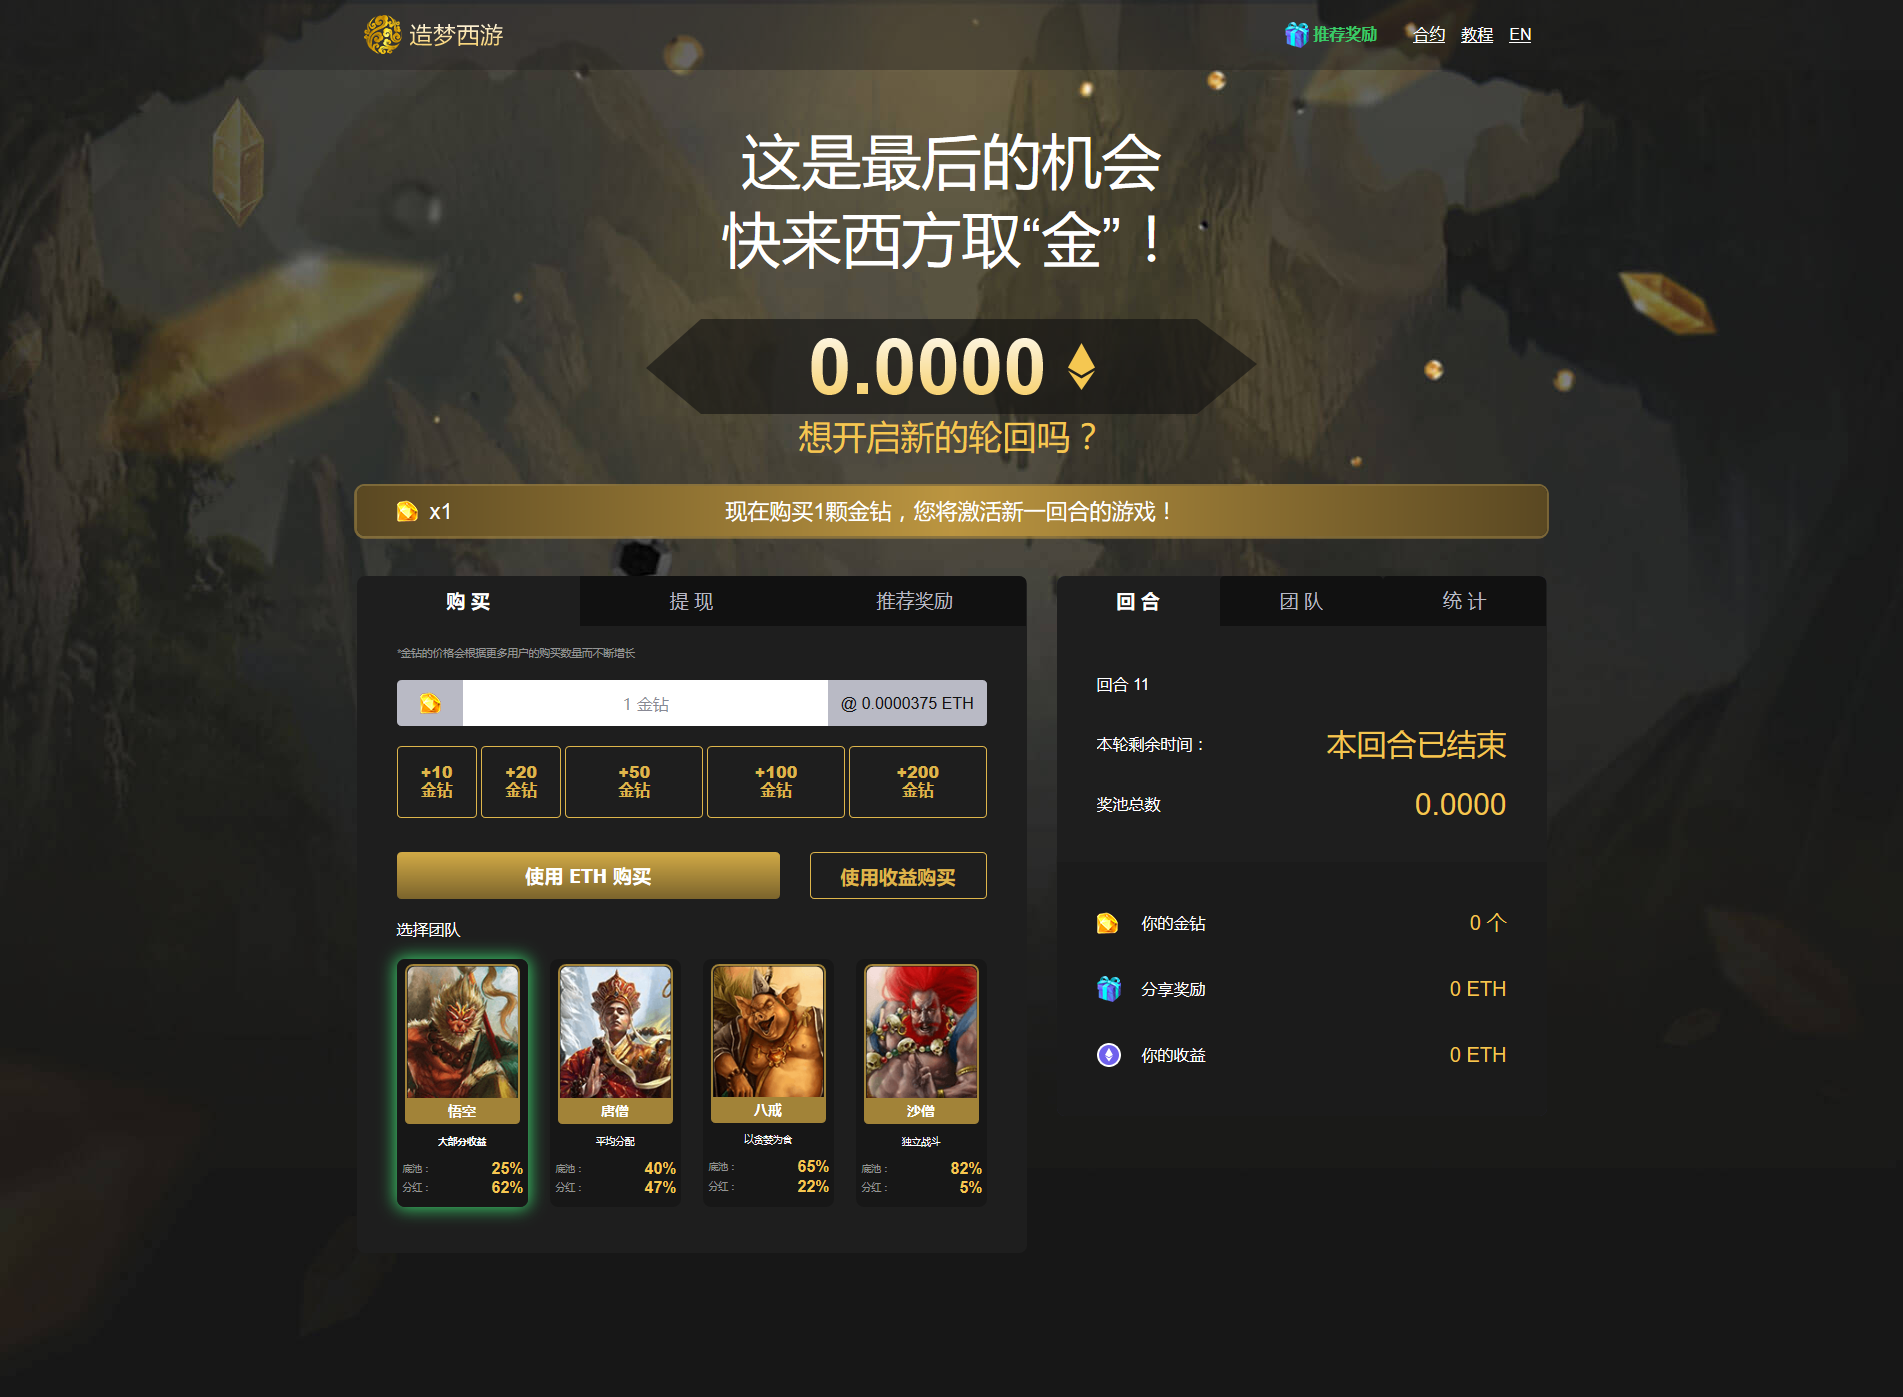 造梦西游
推荐奖励 合约 教程 EN
这是最后的机会
快来西方取“金”！
0.0000
想开启新的轮回吗？
x1 现在购买1颗金钻，您将激活新一回合的游戏！
购 买 提 现 推荐奖励
*金钻的价格会根据更多用户的购买数量而不断增长
1 金钻 @ 0.0000375 ETH
+10 +20 +50 +100 +200
金钻 金钻 金钻 金钻 金钻
使用 ETH 购买 使用收益购买
选择团队
悟空 唐僧 八戒 沙僧
大部分收益 平均分配 以贪婪为食 独立战斗
底池： 25% 底池： 40% 底池： 65% 底池： 82%
分红： 62% 分红： 47% 分红： 22% 分红： 5%
回 合 团 队 统 计
回合 11
本轮剩余时间： 本回合已结束
奖池总数 0.0000
你的金钻 0 个
分享奖励 0 ETH
你的收益 0 ETH